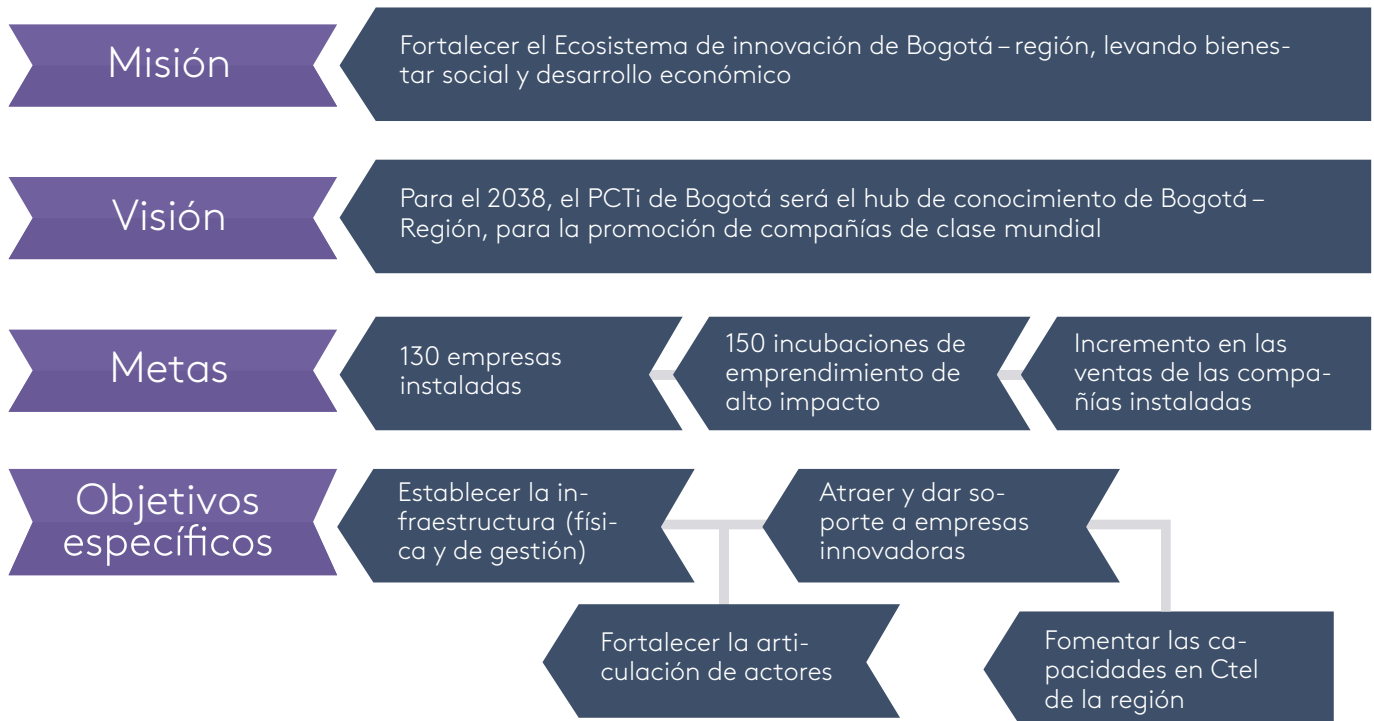 Misión
Fortalecer el Ecosistema de innovación de Bogotá – región, levando bienes-
tar social y desarrollo económico
Visión
Para el 2038, el PCTi de Bogotá será el hub de conocimiento de Bogotá –
Región, para la promoción de compañías de clase mundial
Metas
130 empresas
instaladas
150 incubaciones de
emprendimiento de
alto impacto
Incremento en las
ventas de las compa-
ñías instaladas
Objetivos
específicos
Establecer la in-
fraestructura (físi-
ca y de gestión)
Atraer y dar so-
porte a empresas
innovadoras
Fortalecer la arti-
culación de actores
Fomentar las ca-
pacidades en CteI
de la región